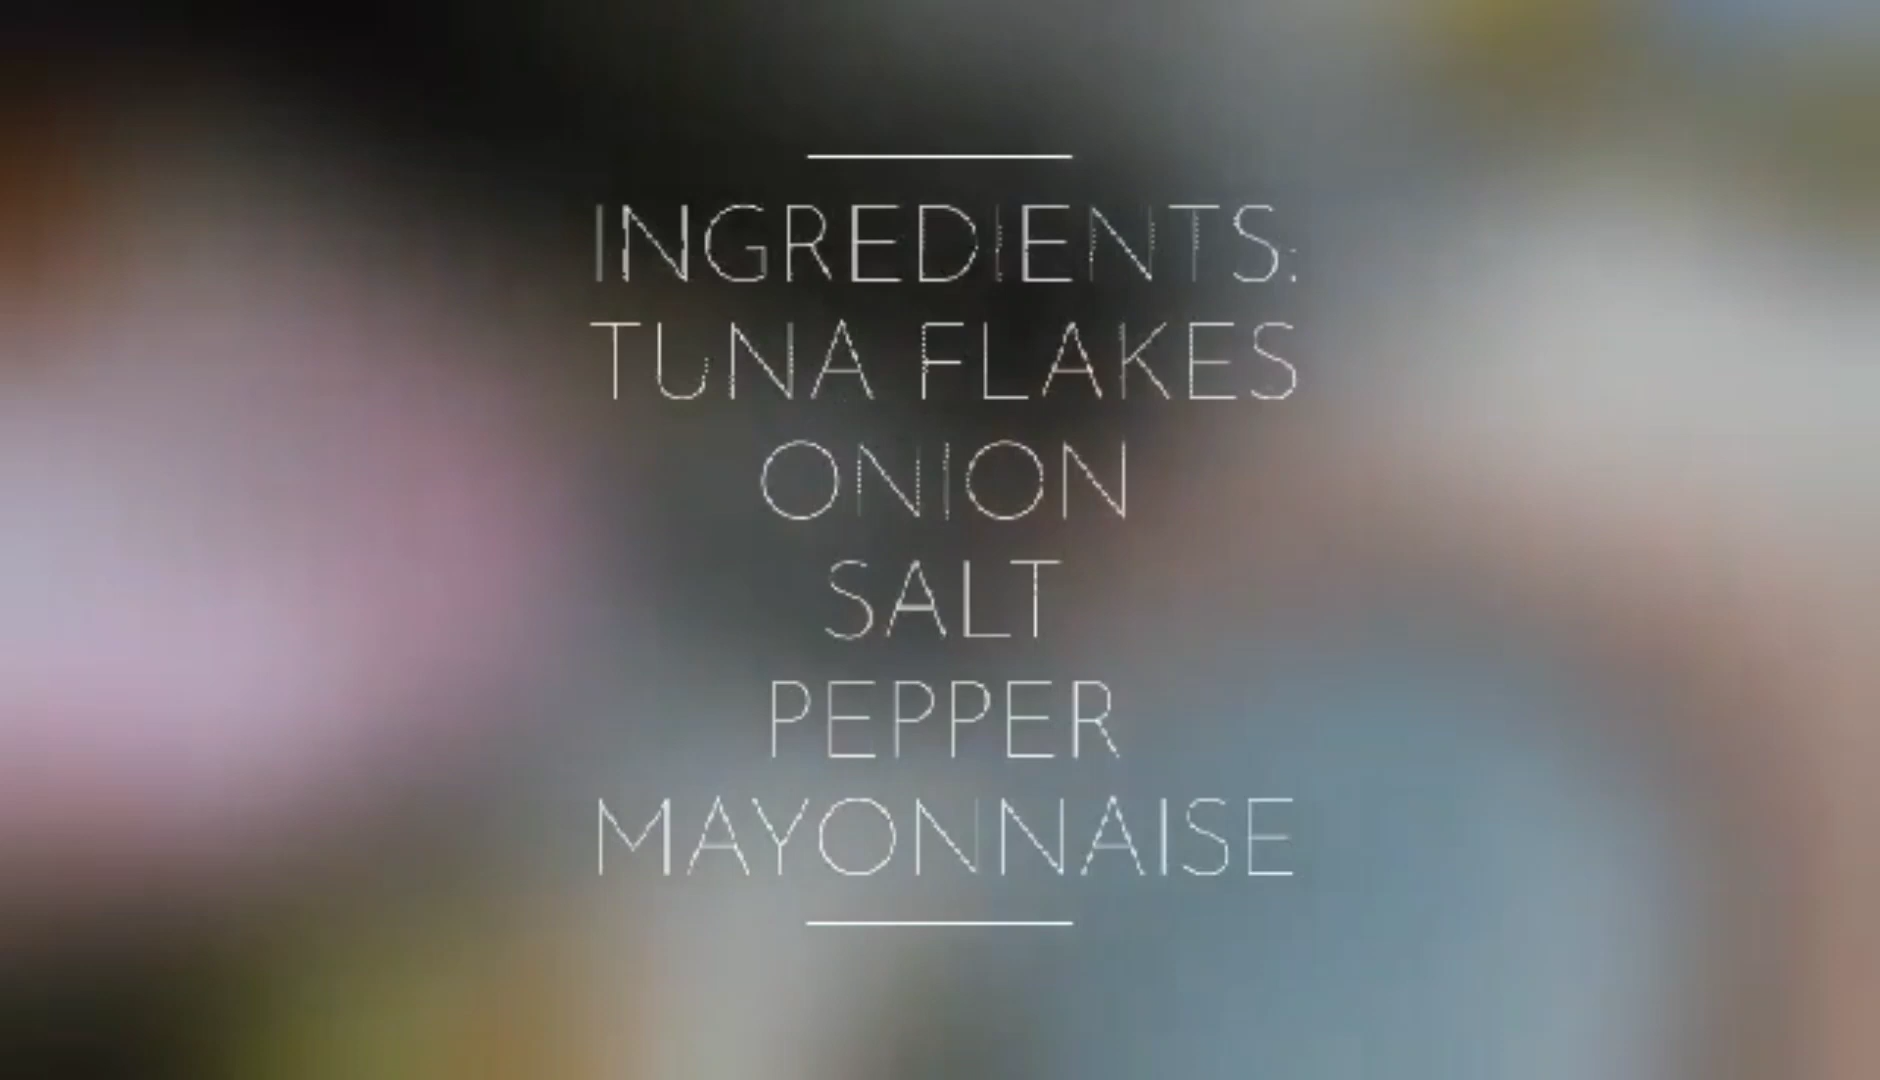 INGREDIENTS:
TUNA FLAKES
ONION
SALT
PEPPER
MAYONNAISE